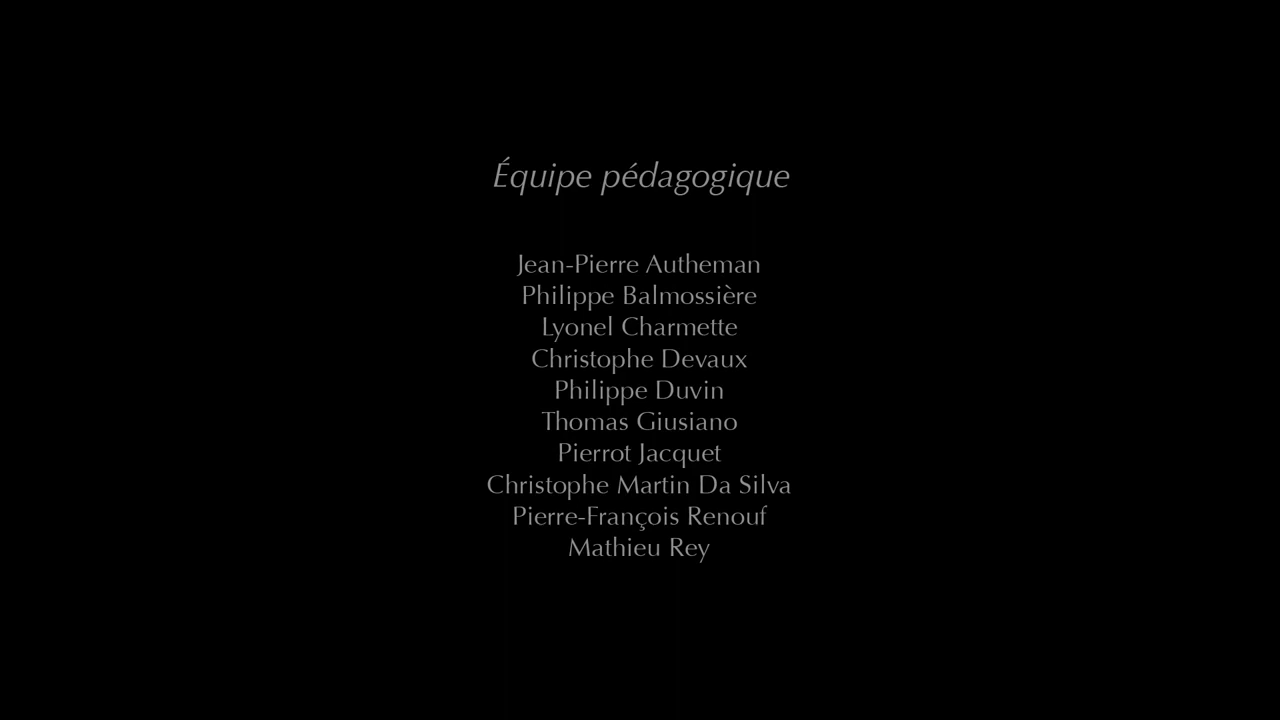 Équipe pédagogique
Jean-Pierre Autheman
Philippe Balmossière
Lyonel Charmette
Christophe Devaux
Philippe Duvin
Thomas Giusiano
Pierrot Jacquet
Christophe Martin Da Silva
Pierre-François Renouf
Mathieu Rey